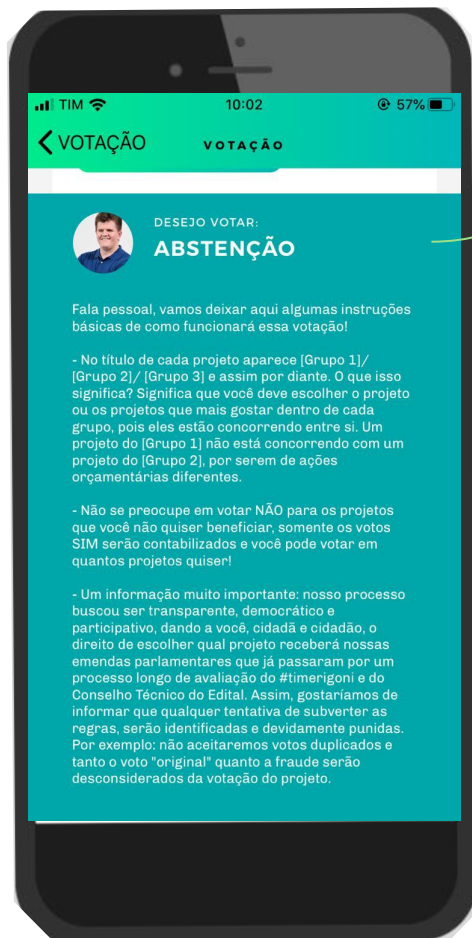 TIM 10:02 57%
VOTAÇÃO VOTAÇÃO
DESEJO VOTAR:
ABSTENÇÃO
Fala pessoal, vamos deixar aqui algumas instruções
básicas de como funcionará essa votação!
- No título de cada projeto aparece [Grupo 1]/
[Grupo 2]/ [Grupo 3] e assim por diante. O que isso
significa? Significa que você deve escolher o projeto
ou os projetos que mais gostar dentro de cada
grupo, pois eles estão concorrendo entre si. Um
projeto do [Grupo 1] não está concorrendo com um
projeto do [Grupo 2], por serem de ações
orçamentárias diferentes.
- Não se preocupe em votar NÃO para os projetos
que você não quiser beneficiar, somente os votos
SIM serão contabilizados e você pode votar em
quantos projetos quiser!
- Um informação muito importante: nosso processo
buscou ser transparente, democrático e
participativo, dando a você, cidadã e cidadão, o
direito de escolher qual projeto receberá nossas
emendas parlamentares que já passaram por um
processo longo de avaliação do #timerigoni e do
Conselho Técnico do Edital. Assim, gostaríamos de
informar que qualquer tentativa de subverter as
regras, serão identificadas e devidamente punidas.
Por exemplo: não aceitaremos votos duplicados e
tanto o voto "original" quanto a fraude serão
desconsiderados da votação do projeto.